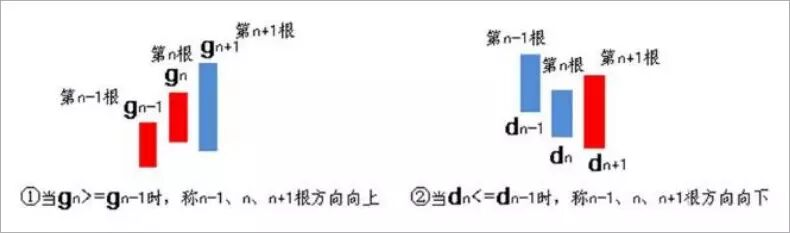 第n+1根
第n根
gn+1
gn
第n-1根
gn-1
①当gn>=gn-1时，称n-1、n、n+1根方向向上
第n-1根
第n根
第n+1根
dn-1
dn
dn+1
②当dn<=dn-1时，称n-1、n、n+1根方向向下